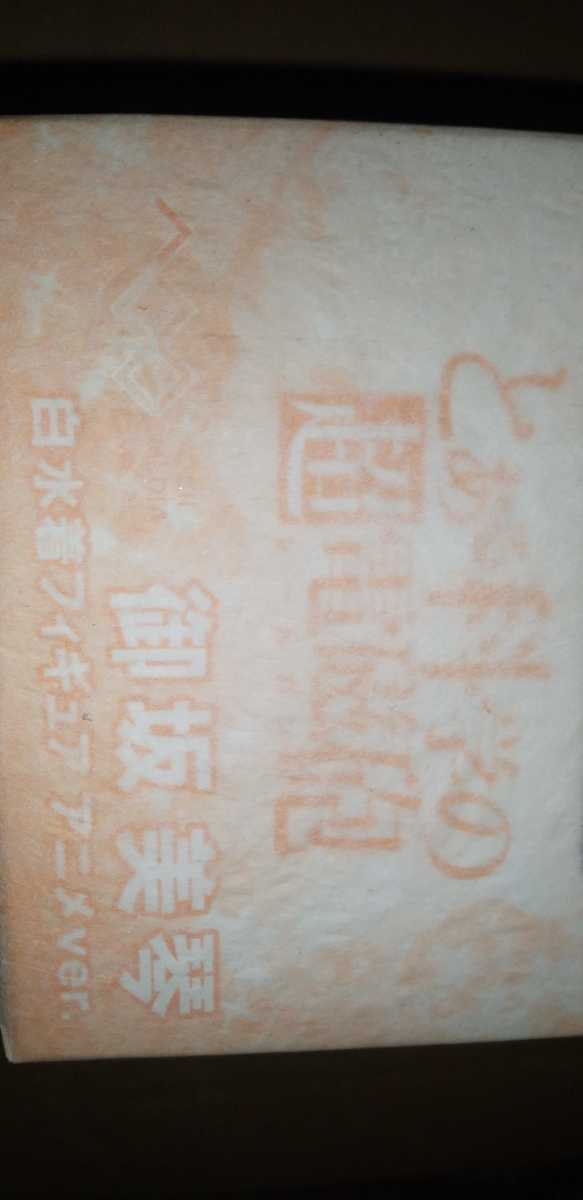 とある科学の
超電磁砲
御坂美琴
白水着フィギュア アニメver.